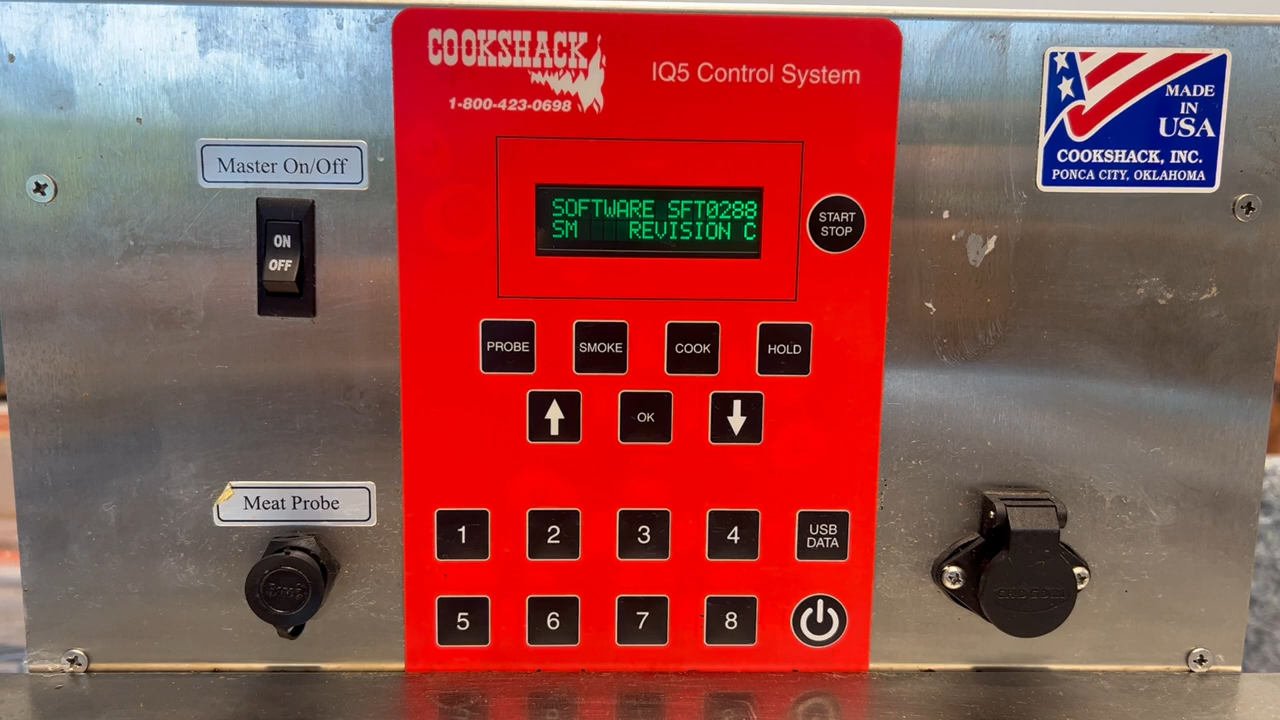 COOKSHACK
1-800-423-0698
IQ5 Control System
MADE
IN
USA
COOKSHACK, INC.
PONCA CITY, OKLAHOMA
Master On/Off
ON
OFF
SOFTWARE SFT0288
SM REVISION C
START
STOP
PROBE
SMOKE
COOK
HOLD
OK
Meat Probe
1
2
3
4
USB
DATA
5
6
7
8